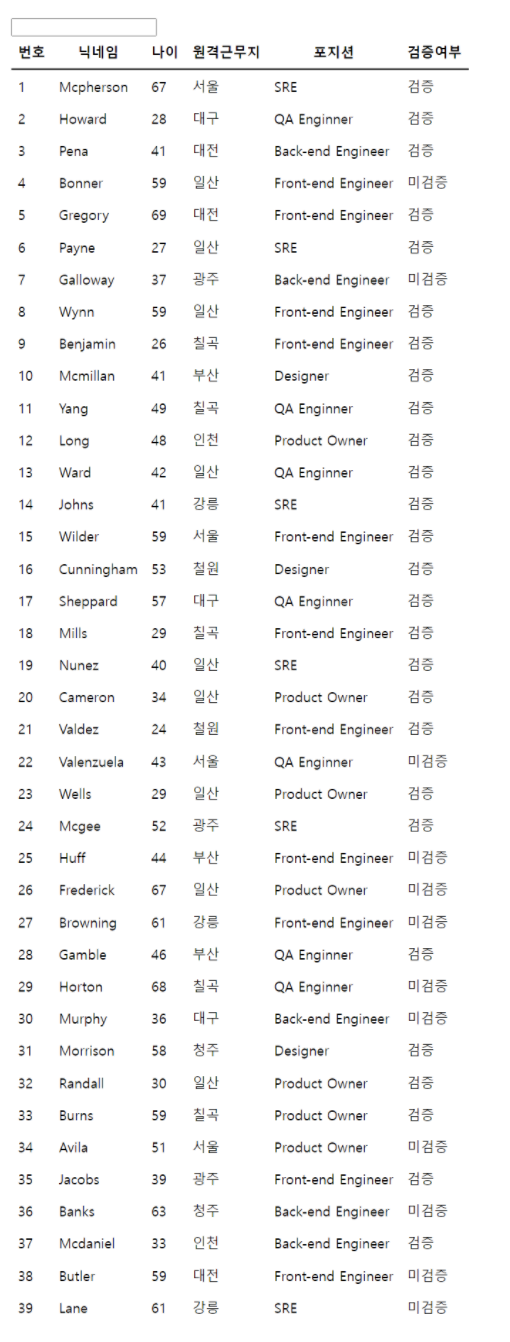 번호 닉네임 나이 원격근무지 포지션 검증여부
1 Mcpherson 67 서울 SRE 검증
2 Howard 28 대구 QA Enginner 검증
3 Pena 41 대전 Back-end Engineer 검증
4 Bonner 59 일산 Front-end Engineer 미검증
5 Gregory 69 대전 Front-end Engineer 검증
6 Payne 27 일산 SRE 검증
7 Galloway 37 광주 Back-end Engineer 미검증
8 Wynn 59 일산 Front-end Engineer 검증
9 Benjamin 26 칠곡 Front-end Engineer 검증
10 Mcmillan 41 부산 Designer 검증
11 Yang 49 칠곡 QA Enginner 검증
12 Long 48 인천 Product Owner 검증
13 Ward 42 일산 QA Enginner 검증
14 Johns 41 강릉 SRE 검증
15 Wilder 59 서울 Front-end Engineer 검증
16 Cunningham 53 철원 Designer 검증
17 Sheppard 57 대구 QA Enginner 검증
18 Mills 29 칠곡 Front-end Engineer 검증
19 Nunez 40 일산 SRE 검증
20 Cameron 34 일산 Product Owner 검증
21 Valdez 24 철원 Front-end Engineer 검증
22 Valenzuela 43 서울 QA Enginner 미검증
23 Wells 29 일산 Product Owner 검증
24 Mcgee 52 광주 SRE 검증
25 Huff 44 부산 Front-end Engineer 미검증
26 Frederick 67 일산 Product Owner 미검증
27 Browning 61 강릉 Front-end Engineer 미검증
28 Gamble 46 부산 QA Enginner 검증
29 Horton 68 칠곡 QA Enginner 미검증
30 Murphy 36 대구 Back-end Engineer 미검증
31 Morrison 58 청주 Designer 검증
32 Randall 30 일산 Product Owner 검증
33 Burns 59 칠곡 Product Owner 검증
34 Avila 51 서울 Product Owner 미검증
35 Jacobs 39 광주 Front-end Engineer 검증
36 Banks 63 청주 Back-end Engineer 미검증
37 Mcdaniel 33 인천 Back-end Engineer 검증
38 Butler 59 대전 Front-end Engineer 미검증
39 Lane 61 강릉 SRE 미검증